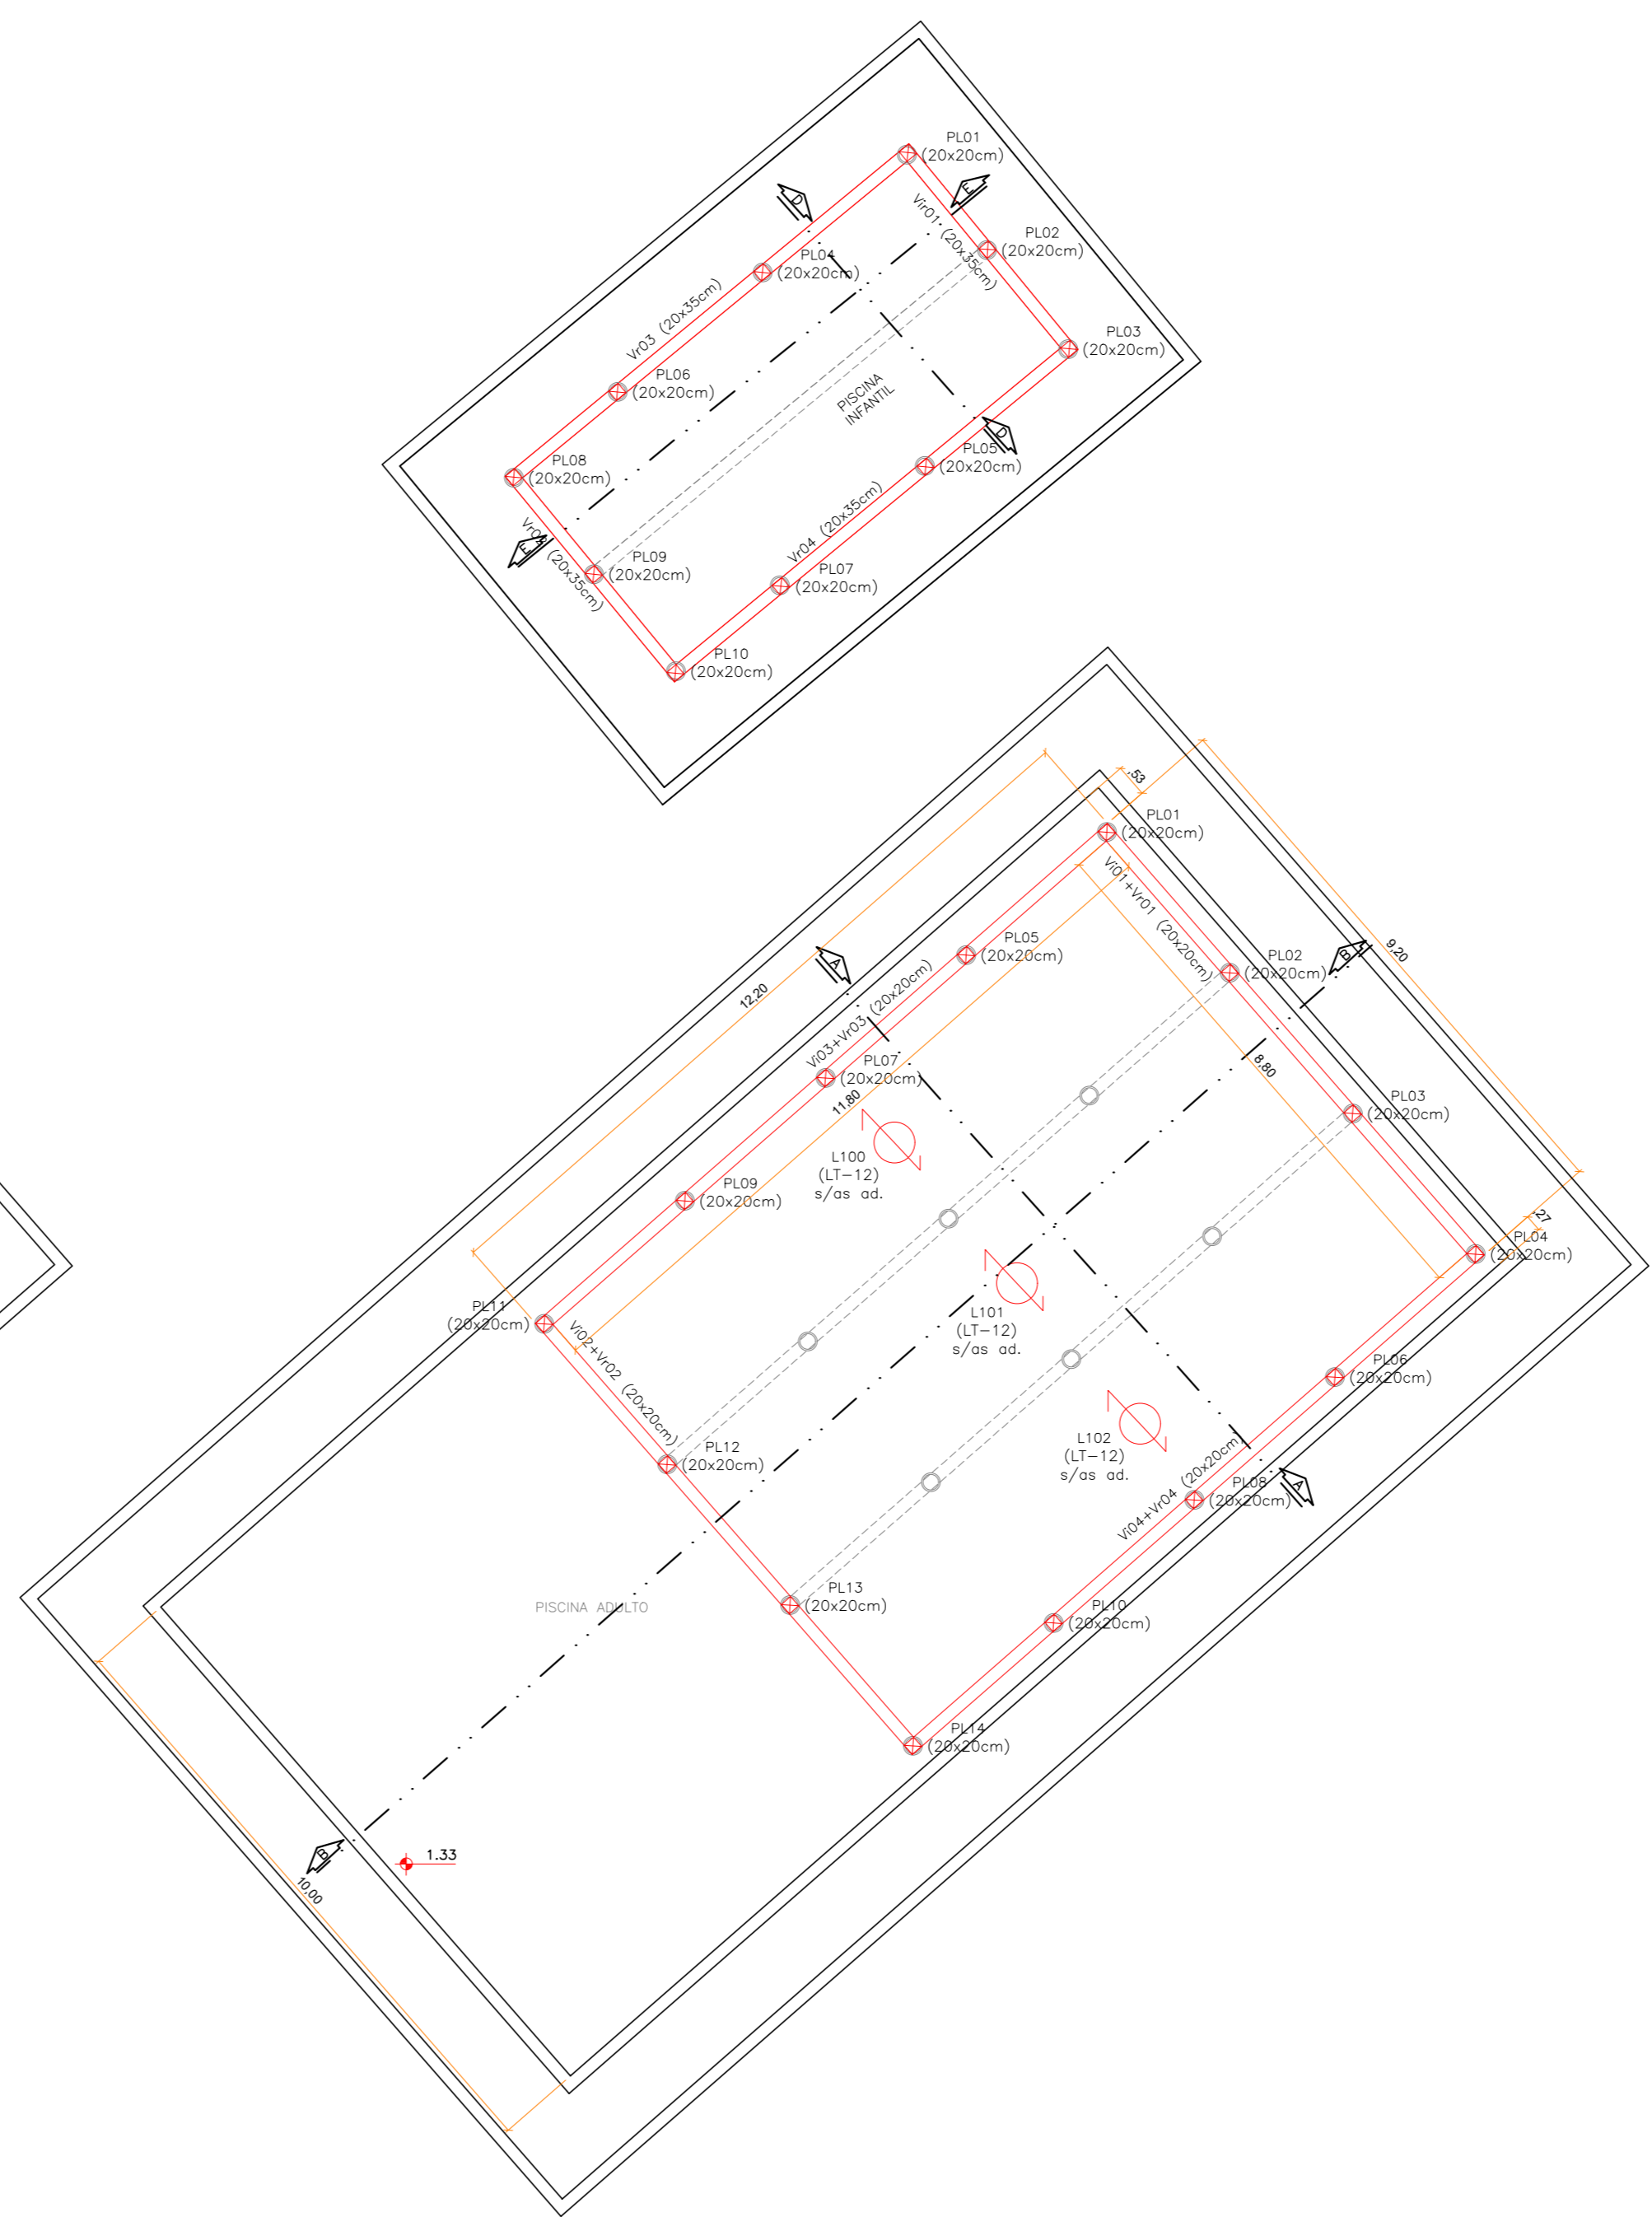 PL01
(20x20cm)
D
E
Vir01 (20x35cm)
PL02
(20x20cm)
PL04
(20x20cm)
Vr03 (20x35cm)
PL03
(20x20cm)
PL06
(20x20cm)
PISCINA
INFANTIL
D
PL05
(20x20cm)
PL08
(20x20cm)
Vr04 (20x35cm)
E
(20x35cm)
PL09
(20x20cm)
PL07
(20x20cm)
PL10
(20x20cm)
,53
PL01
(20x20cm)
Vi01+Vr01 (20x20cm)
9,20
A
PL05
(20x20cm)
PL02
(20x20cm)
B
12,20
Vi03+Vr03 (20x20cm)
PL07
(20x20cm)
8,80
11,80
PL03
(20x20cm)
L100
(LT-12)
s/as ad.
PL09
(20x20cm)
,27
PL04
(20x20cm)
PL11
(20x20cm)
L101
(LT-12)
s/as ad.
Vi02+Vr02 (20x20cm)
PL06
(20x20cm)
L102
(LT-12)
s/as ad.
PL12
(20x20cm)
Vi04+Vr04 (20x20cm)
PL08
(20x20cm)
A
PISCINA ADULTO
PL13
(20x20cm)
PL10
(20x20cm)
PL14
(20x20cm)
B
1.33
10,00